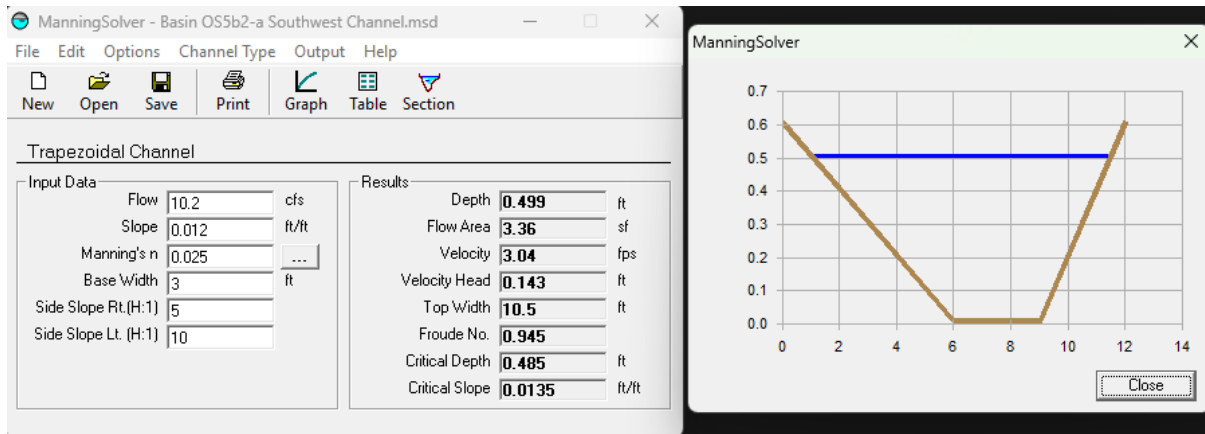 ManningSolver - Basin OS5b2-a Southwest Channel.msd
File Edit Options Channel Type Output Help
New Open Save Print Graph Table Section
Trapezoidal Channel
Input Data
Flow 10.2 cfs
Slope 0.012 ft/ft
Manning's n 0.025 ...
Base Width 3 ft
Side Slope Rt.(H:1) 5
Side Slope Lt. (H:1) 10
Results
Depth 0.499 ft
Flow Area 3.36 sf
Velocity 3.04 fps
Velocity Head 0.143 ft
Top Width 10.5 ft
Froude No. 0.945
Critical Depth 0.485 ft
Critical Slope 0.0135 ft/ft
ManningSolver
0.7
0.6
0.5
0.4
0.3
0.2
0.1
0.0
0 2 4 6 8 10 12 14
Close